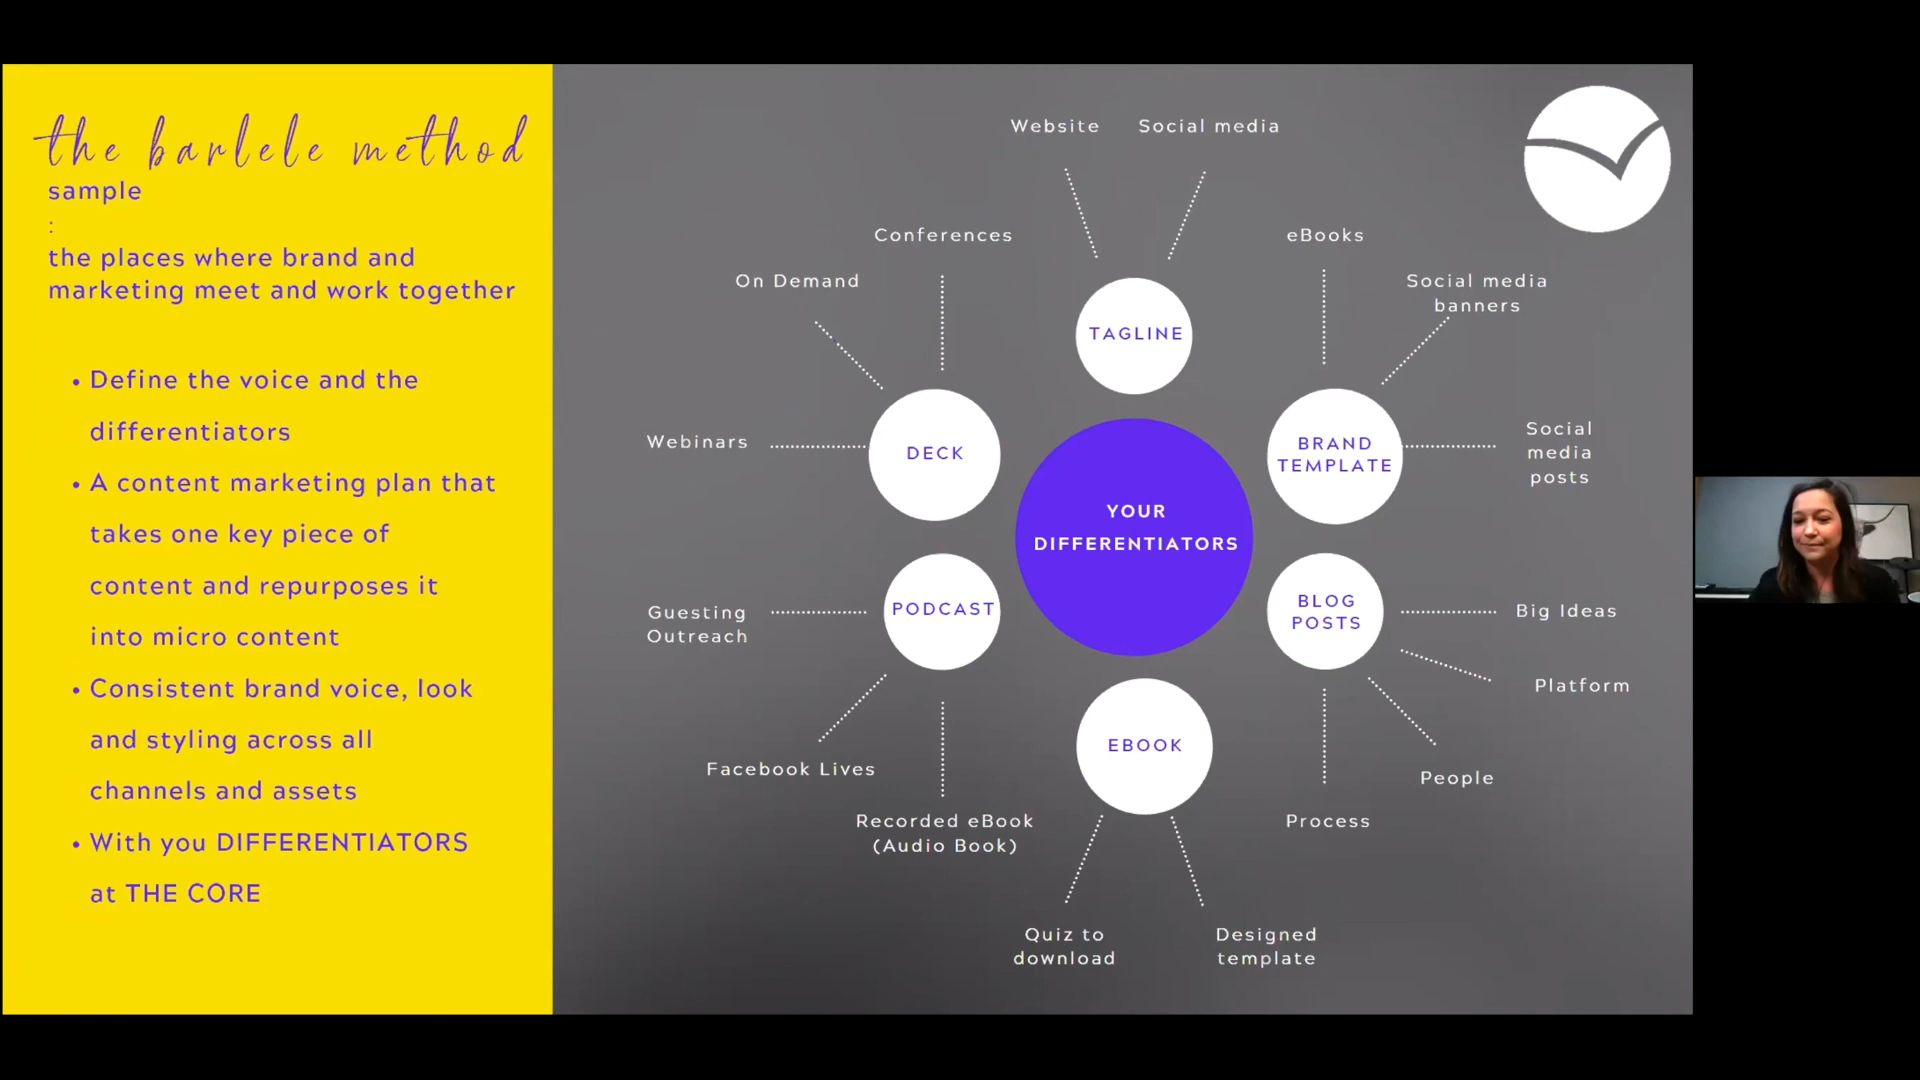 the barlele method
sample
:
the places where brand and
marketing meet and work together
• Define the voice and the
differentiators
• A content marketing plan that
takes one key piece of
content and repurposes it
into micro content
• Consistent brand voice, look
and styling across all
channels and assets
• With you DIFFERENTIATORS
at THE CORE
Website
Social media
Conferences
eBooks
On Demand
Social media
banners
TAGLINE
Webinars
DECK
BRAND
TEMPLATE
Social
media
posts
YOUR
DIFFERENTIATORS
Guesting
Outreach
PODCAST
BLOG
POSTS
Big Ideas
Platform
Facebook Lives
EBOOK
People
Recorded eBook
(Audio Book)
Process
Quiz to
download
Designed
template